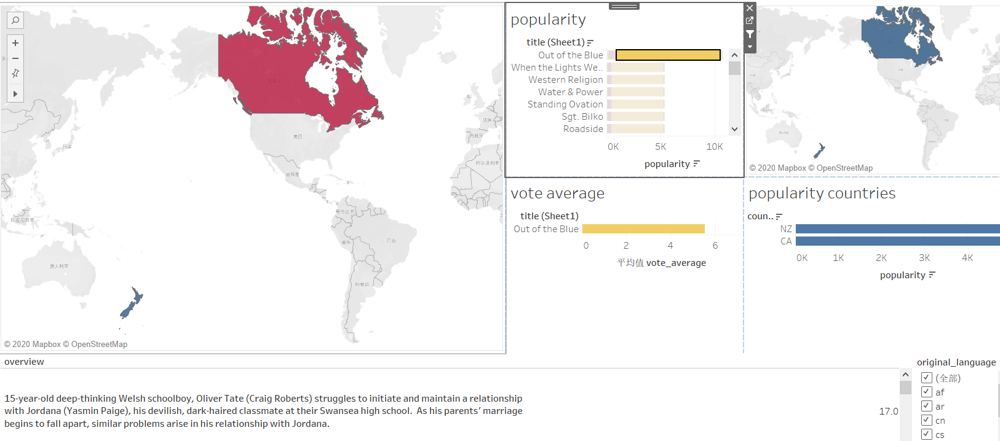 日本
美国
墨西哥
哥伦比亚
巴西
阿根廷
澳大利亚
印度尼西亚
法国
西班牙
阿尔及利亚
© 2020 Mapbox © OpenStreetMap
popularity
title (Sheet1)
Out of the Blue
When the Lights We..
Western Religion
Water & Power
Standing Ovation
Sgt. Bilko
Roadside
0K 5K 10K
popularity
© 2020 Mapbox © OpenStreetMap
vote average
title (Sheet1)
Out of the Blue
0 2 4 6
平均值 vote_average
popularity countries
coun..
NZ
CA
0K 1K 2K 3K 4K
popularity
overview
15-year-old deep-thinking Welsh schoolboy, Oliver Tate (Craig Roberts) struggles to initiate and maintain a relationship
with Jordana (Yasmin Paige), his devilish, dark-haired classmate at their Swansea high school.  As his parents’ marriage
begins to fall apart, similar problems arise in his relationship with Jordana.
17.0
original_language
(全部)
af
ar
cn
cs